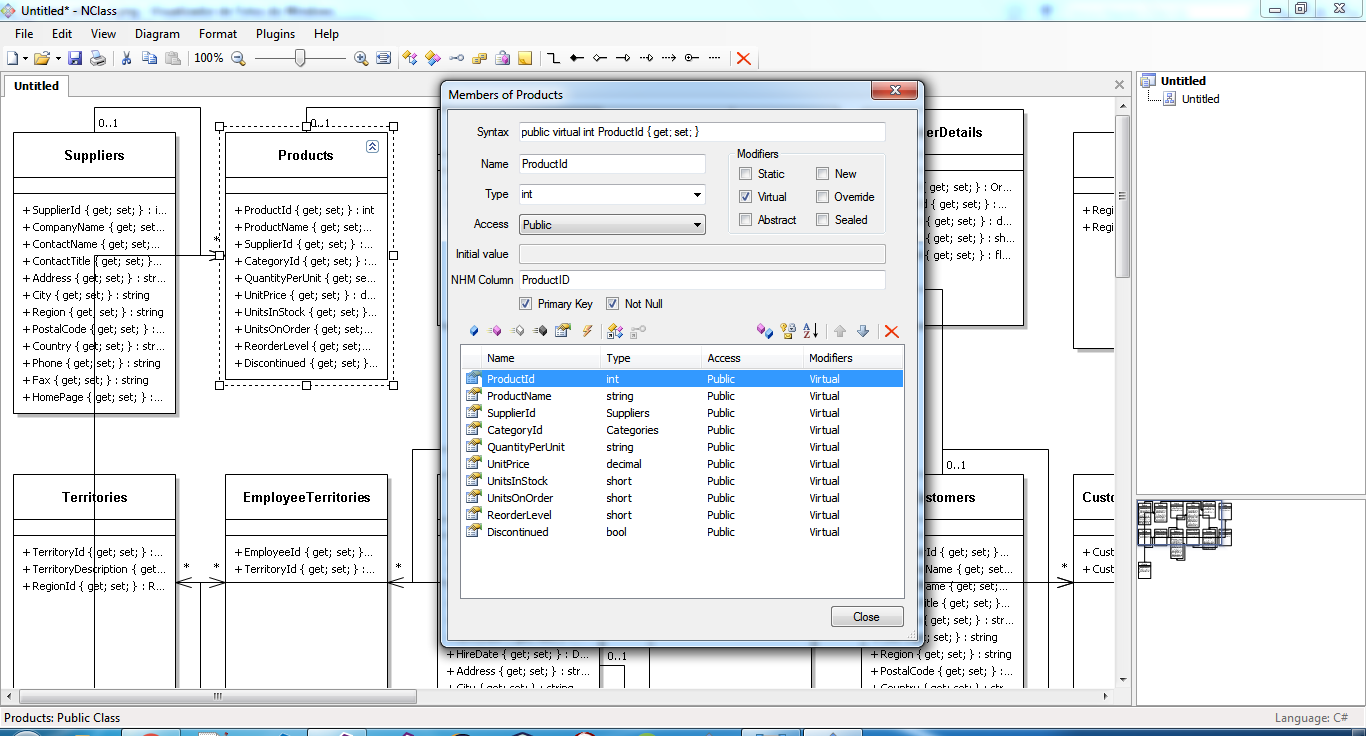 Untitled* - NClass
File Edit View Diagram Format Plugins Help
100%
Untitled
0..1
Suppliers
+ SupplierId { get; set; } : i...
+ CompanyName { get; set...
+ ContactName { get; set;...
+ ContactTitle { get; set; }...
+ Address { get; set; } : str...
+ City { get; set; } : string
+ Region { get; set; } : string
+ PostalCode { get; set; } :...
+ Country { get; set; } : str...
+ Phone { get; set; } : string
+ Fax { get; set; } : string
+ HomePage { get; set; } :...
*
0..1
Products
+ ProductId { get; set; } : int
+ ProductName { get; set;...
+ SupplierId { get; set; } :...
+ CategoryId { get; set; } :...
+ QuantityPerUnit { get; se...
+ UnitPrice { get; set; } : d...
+ UnitsInStock { get; set; }...
+ UnitsOnOrder { get; set;...
+ ReorderLevel { get; set; }...
+ Discontinued { get; set; }...
Members of Products
Syntax public virtual int ProductId { get; set; }
Name ProductId
Type int
Access Public
Modifiers
Static New
Virtual Override
Abstract Sealed
Initial value
NHM Column ProductID
Primary Key Not Null
Name Type Access Modifiers
ProductId int Public Virtual
ProductName string Public Virtual
SupplierId Suppliers Public Virtual
CategoryId Categories Public Virtual
QuantityPerUnit string Public Virtual
UnitPrice decimal Public Virtual
UnitsInStock short Public Virtual
UnitsOnOrder short Public Virtual
ReorderLevel short Public Virtual
Discontinued bool Public Virtual
Close
erDetails
{ get; set; } : Or...
d { get; set; } : ...
{ get; set; } : d...
{ get; set; } : sh...
{ get; set; } : fl...
+ Regi
+ Regi
Territories
+ TerritoryId { get; set; } :...
+ TerritoryDescription { get...
+ RegionId { get; set; } : R...
*
*
EmployeeTerritories
+ EmployeeId { get; set; }...
+ TerritoryId { get; set; } :...
*
+ HireDate { get; set; } : D...
+ Address { get; set; } : str...
+ City { get; set; } : string
0..1
0..1
stomers
rId { get; set; } :...
Name { get; set...
ame { get; set;...
itle { get; set; }...
{ get; set; } : str...
; set; } : string
+ Region { get; set; } : string
+ PostalCode { get; set; } :...
+ Country { get; set; } : str...
*
Custo
+ Cust
+ Cust
Untitled
Untitled
Products: Public Class
Language: C#